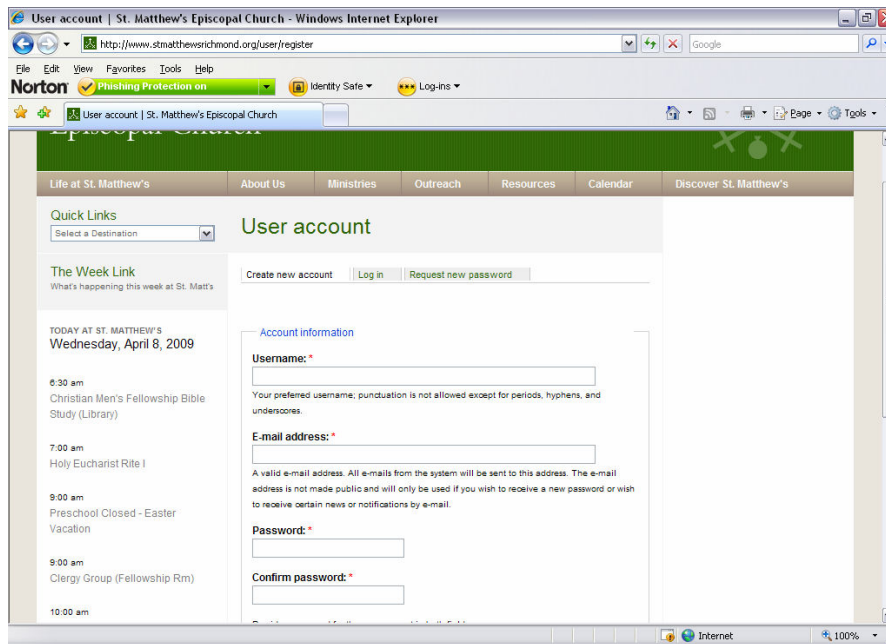 User account | St. Matthew's Episcopal Church - Windows Internet Explorer
http://www.stmatthewsrichmond.org/user/register
Google
File Edit View Favorites Tools Help
Norton Phishing Protection on Identity Safe Log-ins
User account | St. Matthew's Episcopal Church
Page Tools
Episcopal Church
Life at St. Matthew's About Us Ministries Outreach Resources Calendar Discover St. Matthew's
Quick Links
Select a Destination
The Week Link
What's happening this week at St. Matt's
TODAY AT ST. MATTHEW'S
Wednesday, April 8, 2009
6:30 am
Christian Men's Fellowship Bible
Study (Library)
7:00 am
Holy Eucharist Rite I
9:00 am
Preschool Closed - Easter
Vacation
9:00 am
Clergy Group (Fellowship Rm)
10:00 am
User account
Create new account Log in Request new password
Account information
Username: *
Your preferred username; punctuation is not allowed except for periods, hyphens, and
underscores.
E-mail address: *
A valid e-mail address. All e-mails from the system will be sent to this address. The e-mail
address is not made public and will only be used if you wish to receive a new password or wish
to receive certain news or notifications by e-mail.
Password: *
Confirm password: *
Internet 100%